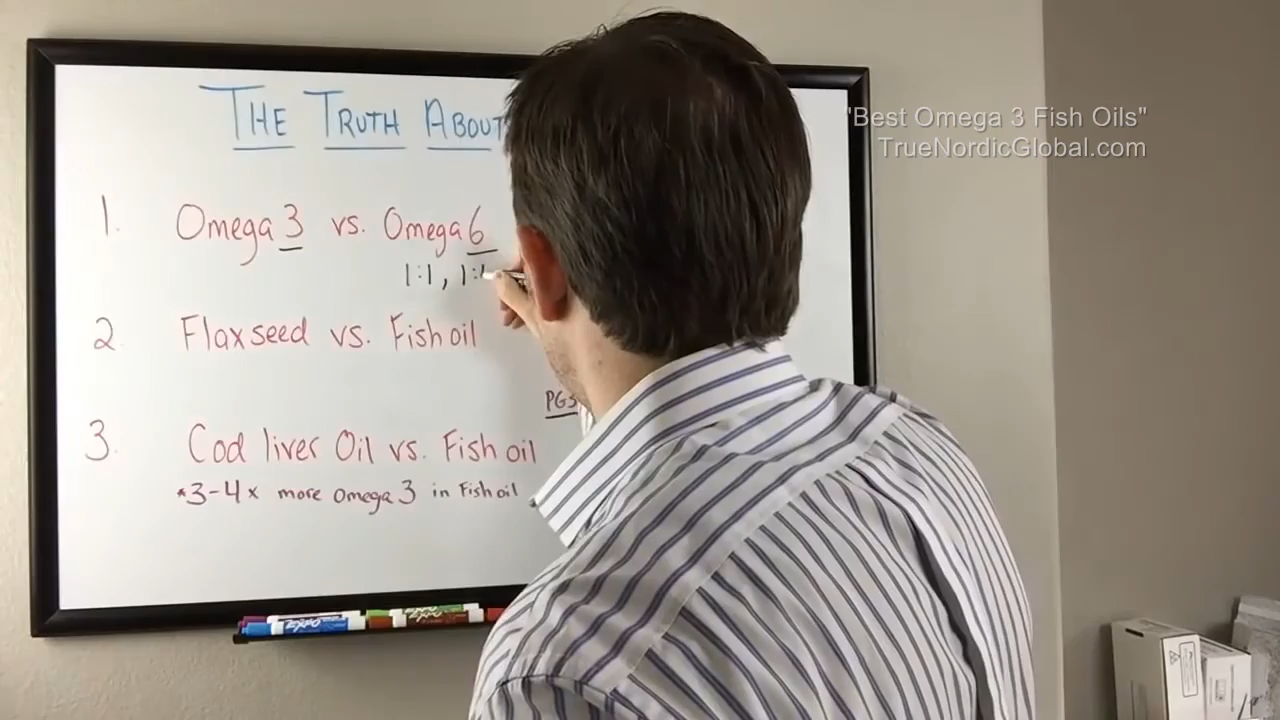 THE TRUTH ABOUT
"Best Omega 3 Fish Oils"
TrueNordicGlobal.com
1. Omega 3 vs. Omega 6
1:1, 1:
2. Flaxseed vs. Fish oil
PG3
3. Cod liver Oil vs. Fish oil
*3-4x more Omega 3 in Fish oil
EXPO